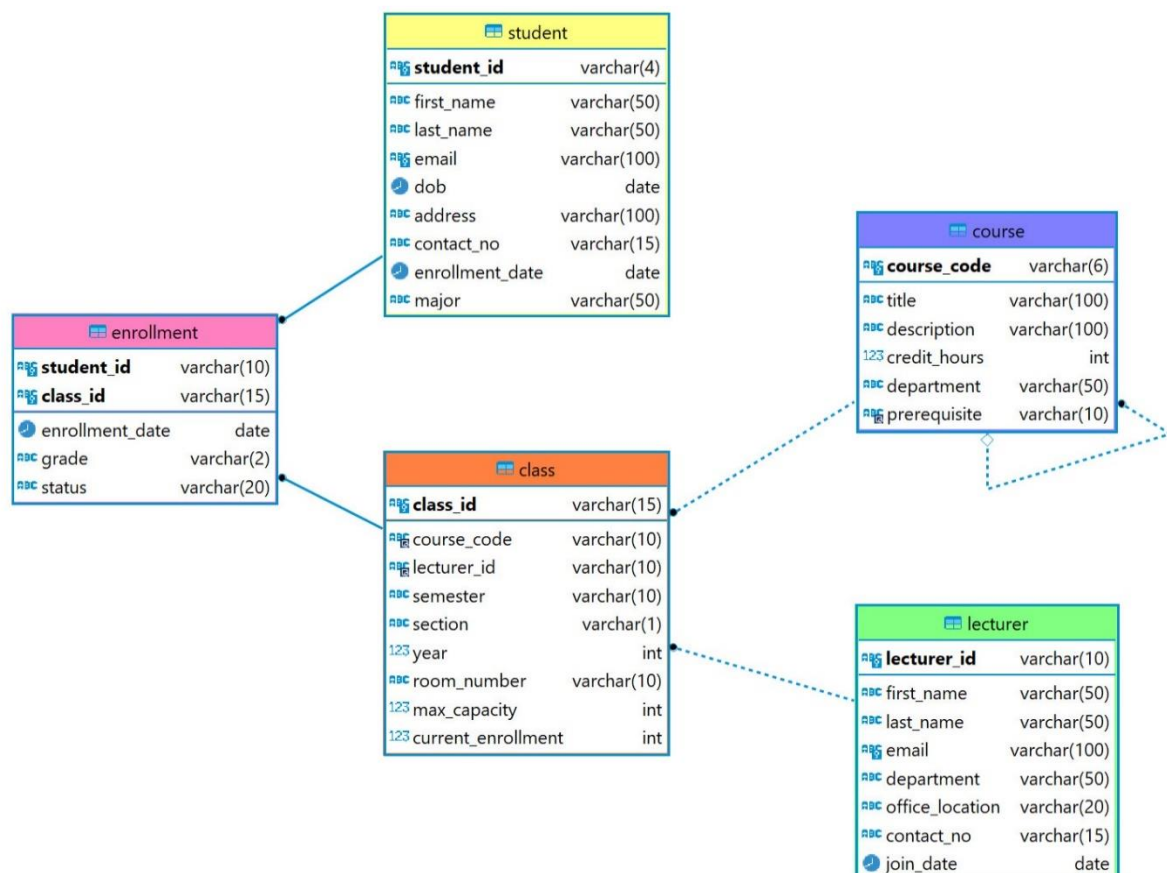 student
student_id varchar(4)
first_name varchar(50)
last_name varchar(50)
email varchar(100)
dob date
address varchar(100)
contact_no varchar(15)
enrollment_date date
major varchar(50)
enrollment
student_id varchar(10)
class_id varchar(15)
enrollment_date date
grade varchar(2)
status varchar(20)
class
class_id varchar(15)
course_code varchar(10)
lecturer_id varchar(10)
semester varchar(10)
section varchar(1)
year int
room_number varchar(10)
max_capacity int
current_enrollment int
course
course_code varchar(6)
title varchar(100)
description varchar(100)
credit_hours int
department varchar(50)
prerequisite varchar(10)
lecturer
lecturer_id varchar(10)
first_name varchar(50)
last_name varchar(50)
email varchar(100)
department varchar(50)
office_location varchar(20)
contact_no varchar(15)
join_date date